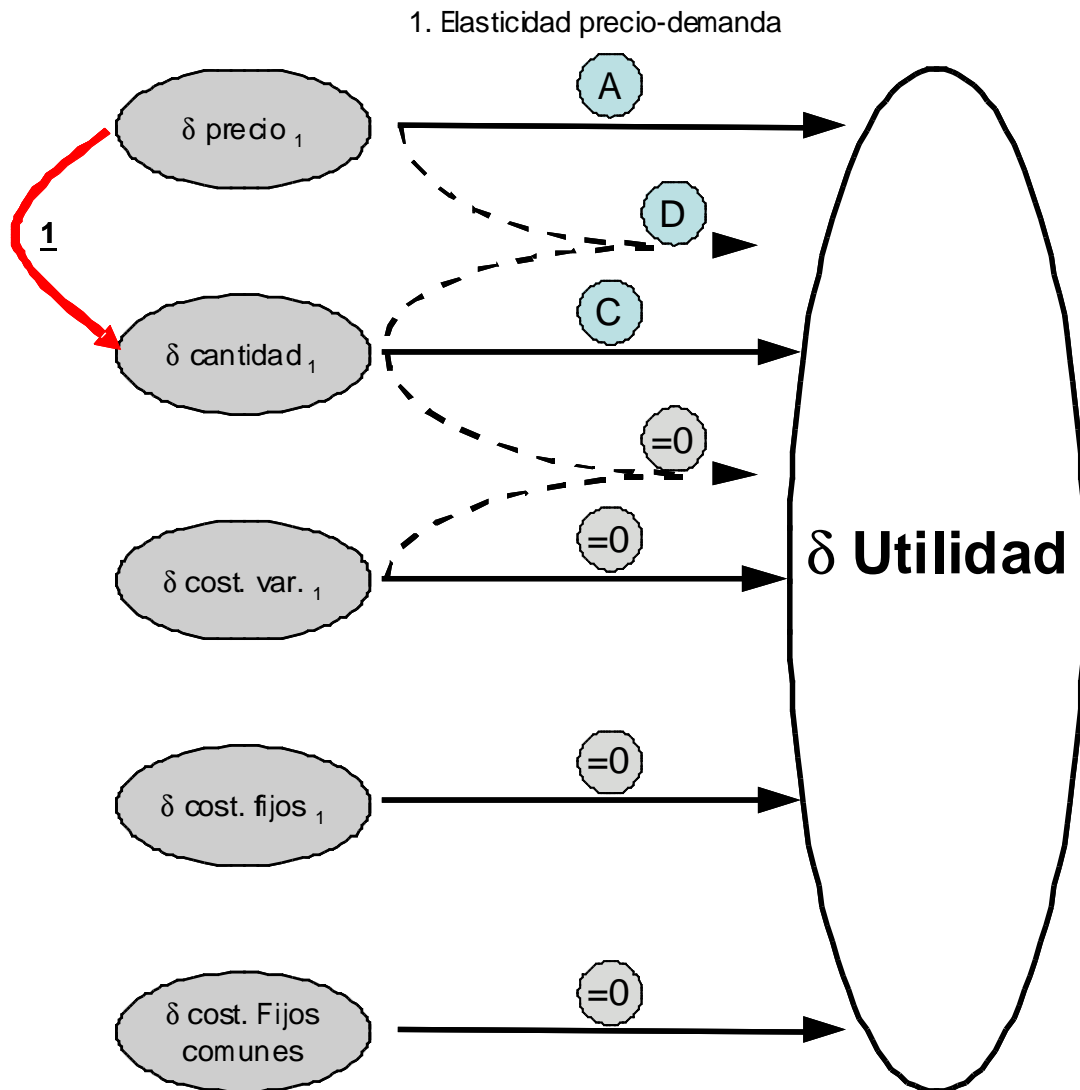 1. Elasticidad precio-demanda
A
δ precio 1
D
1
C
δ cantidad 1
=0
=0
δ Utilidad
δ cost. var. 1
=0
δ cost. fijos 1
=0
δ cost. Fijos
comunes